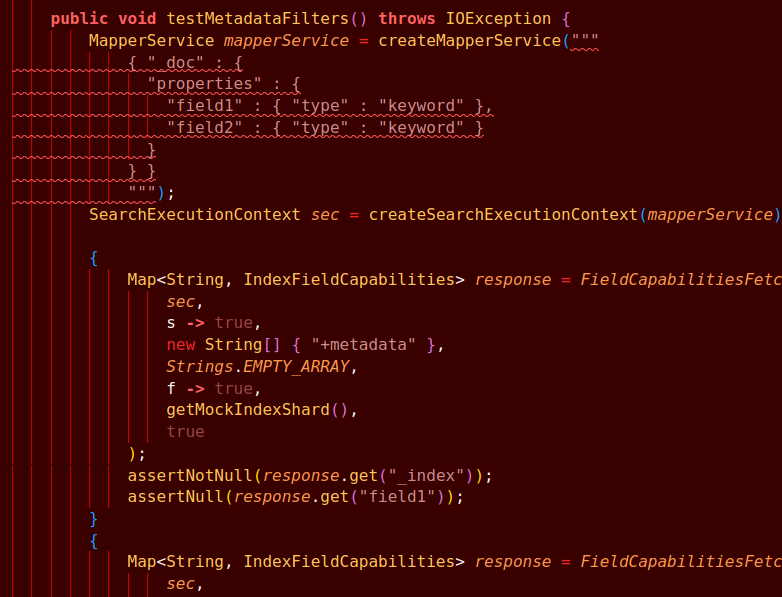 public void testMetadataFilters() throws IOException {
        MapperService mapperService = createMapperService("""
            { "_doc" : {
              "properties" : {
                "field1" : { "type" : "keyword" },
                "field2" : { "type" : "keyword" }
              }
            } }
            """);
        SearchExecutionContext sec = createSearchExecutionContext(mapperService)

        {
            Map<String, IndexFieldCapabilities> response = FieldCapabilitiesFetc
                sec,
                s -> true,
                new String[] { "+metadata" },
                Strings.EMPTY_ARRAY,
                f -> true,
                getMockIndexShard(),
                true
            );
            assertNotNull(response.get("_index"));
            assertNull(response.get("field1"));
        }
        {
            Map<String, IndexFieldCapabilities> response = FieldCapabilitiesFetc
                sec,